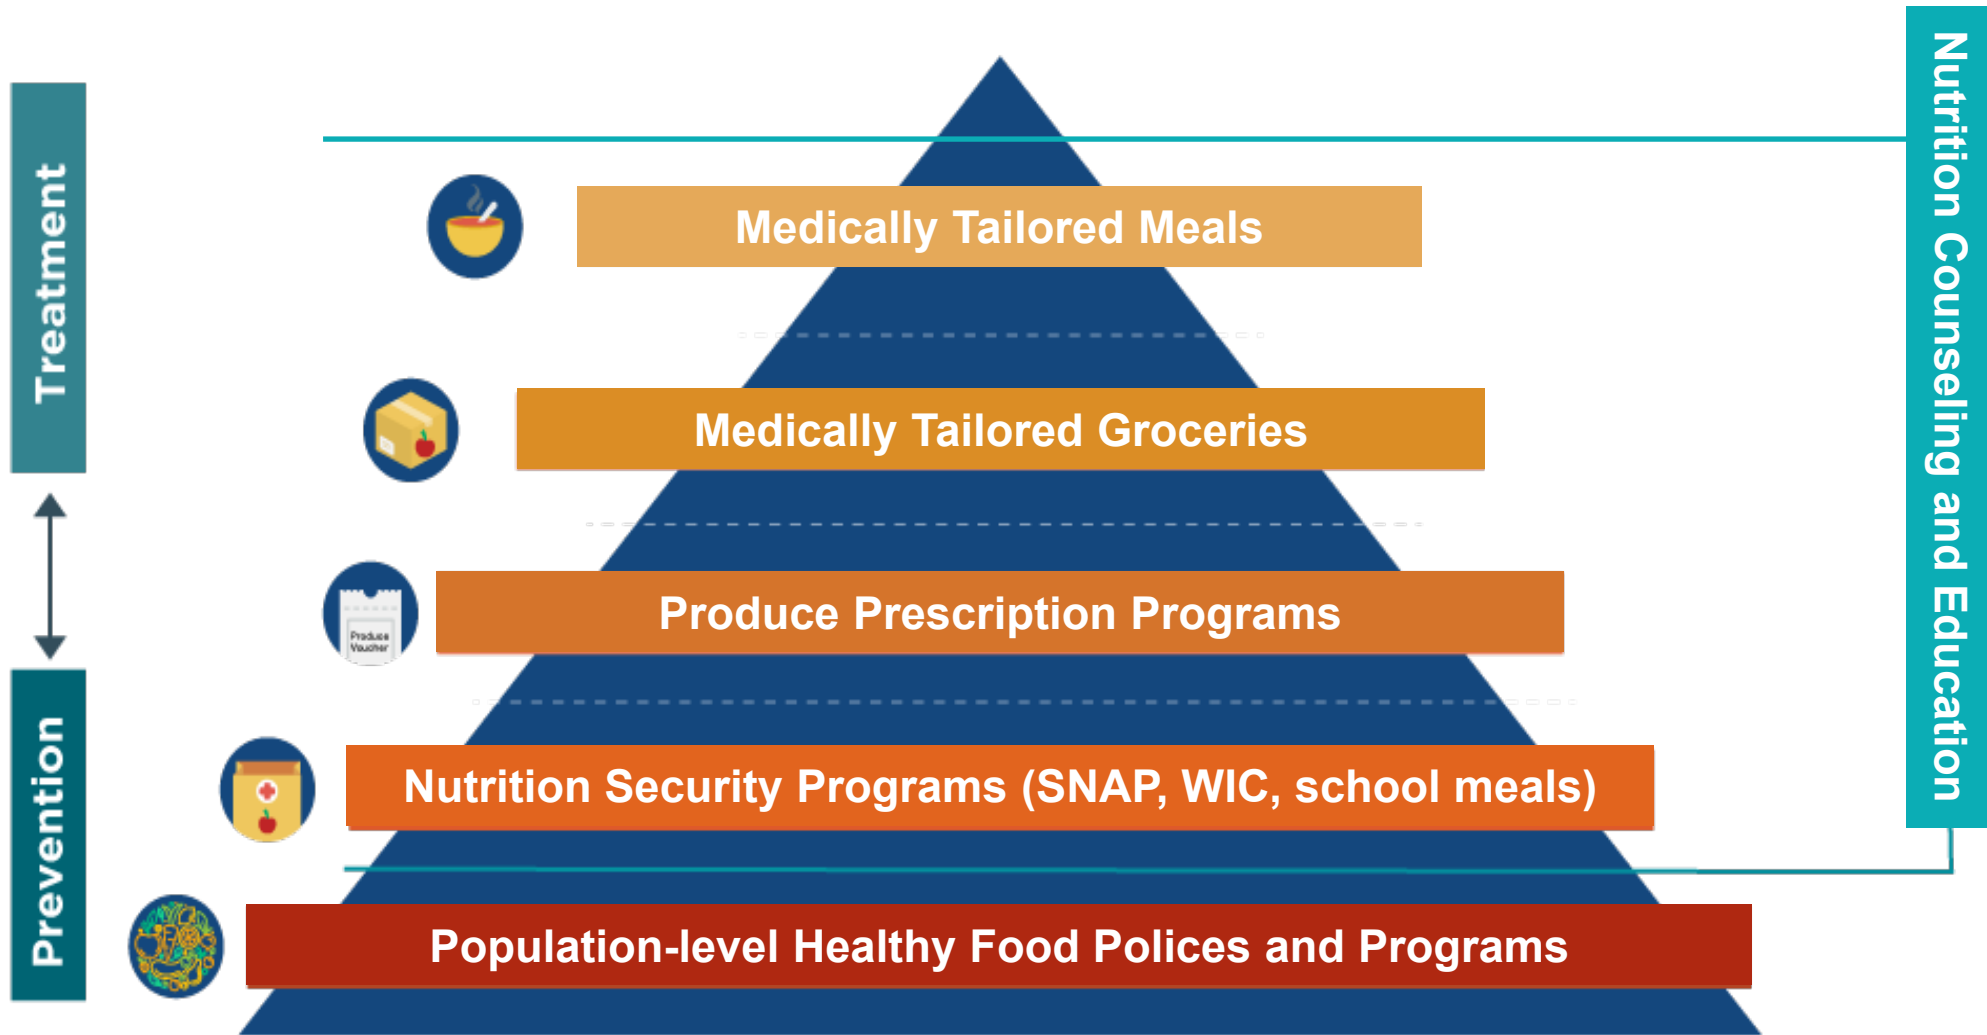 Treatment
Prevention
Medically Tailored Meals
Medically Tailored Groceries
Produce
Voucher
Produce Prescription Programs
Nutrition Security Programs (SNAP, WIC, school meals)
Population-level Healthy Food Polices and Programs
Nutrition Counseling and Education